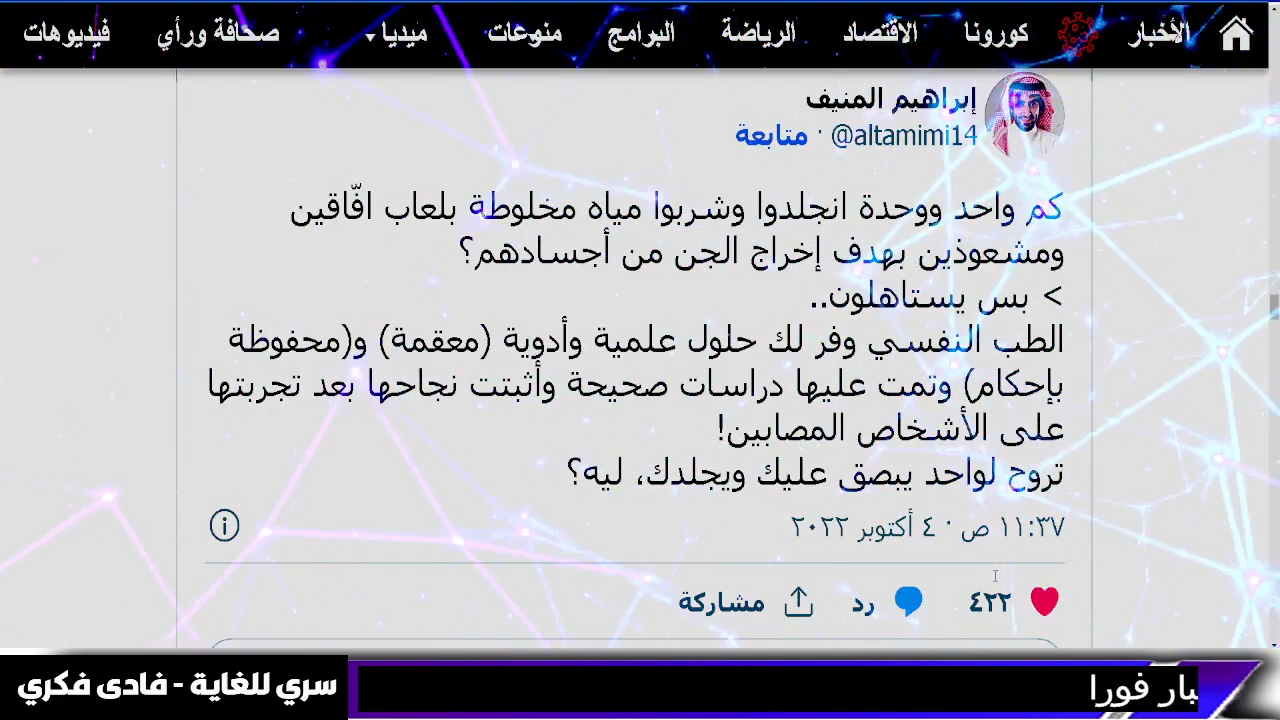 الأخبار كورونا الاقتصاد الرياضة البرامج منوعات ميديا صحافة ورأي فيديوهات
إبراهيم المنيف
@altamimi14 · متابعة
كم واحد ووحدة انجلدوا وشربوا مياه مخلوطة بلعاب افّاقين
ومشعوذين بهدف إخراج الجن من أجسادهم؟
> بس يستاهلون..
الطب النفسي وفر لك حلول علمية وأدوية (معقمة) و(محفوظة
بإحكام) وتمت عليها دراسات صحيحة وأثبتت نجاحها بعد تجربتها
على الأشخاص المصابين!
تروح لواحد يبصق عليك ويجلدك، ليه؟
١١:٣٧ ص · ٤ أكتوبر ٢٠٢٢
٤٢٢ رد مشاركة
سري للغاية - فادى فكري
بار فورا